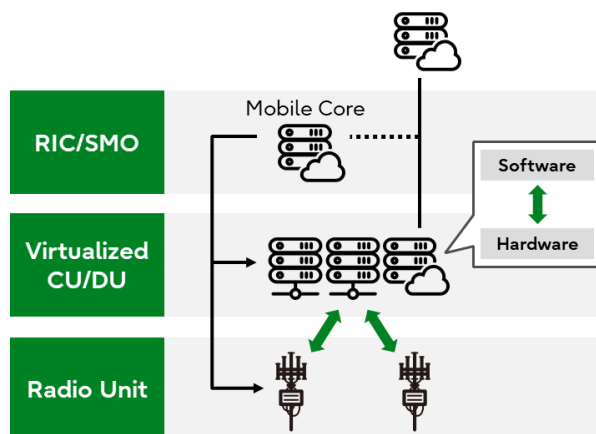 Mobile Core
RIC/SMO
Software
Hardware
Virtualized
CU/DU
Radio Unit